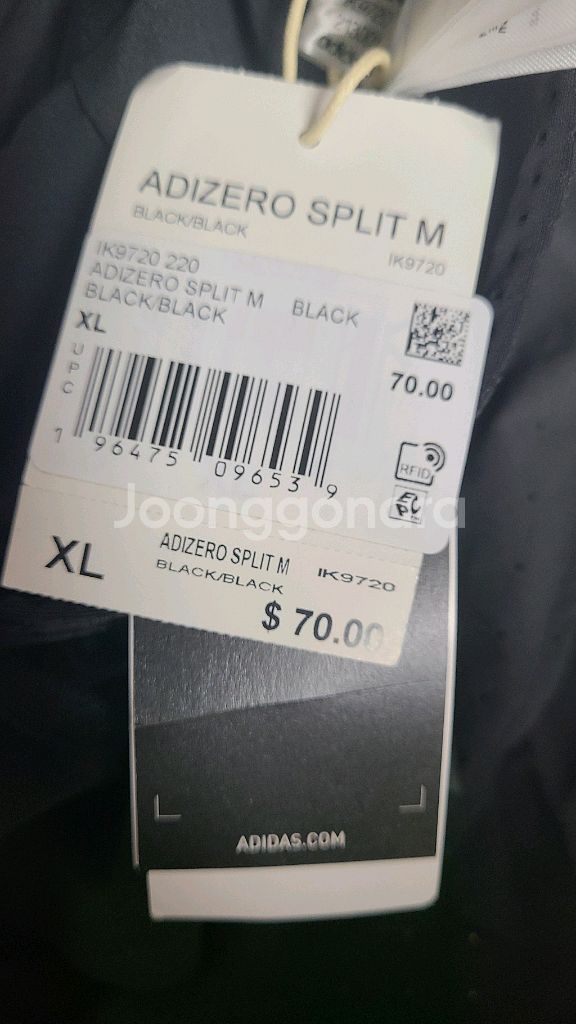 ADIZERO SPLIT M
BLACK/BLACK
IK9720
IK9720 220
ADIZERO SPLIT M BLACK
BLACK/BLACK
XL
70.00
UPC
1 96475 09653 9
RFID
Joonggonara
XL ADIZERO SPLIT M IK9720
BLACK/BLACK
$ 70.00
ADIDAS.COM